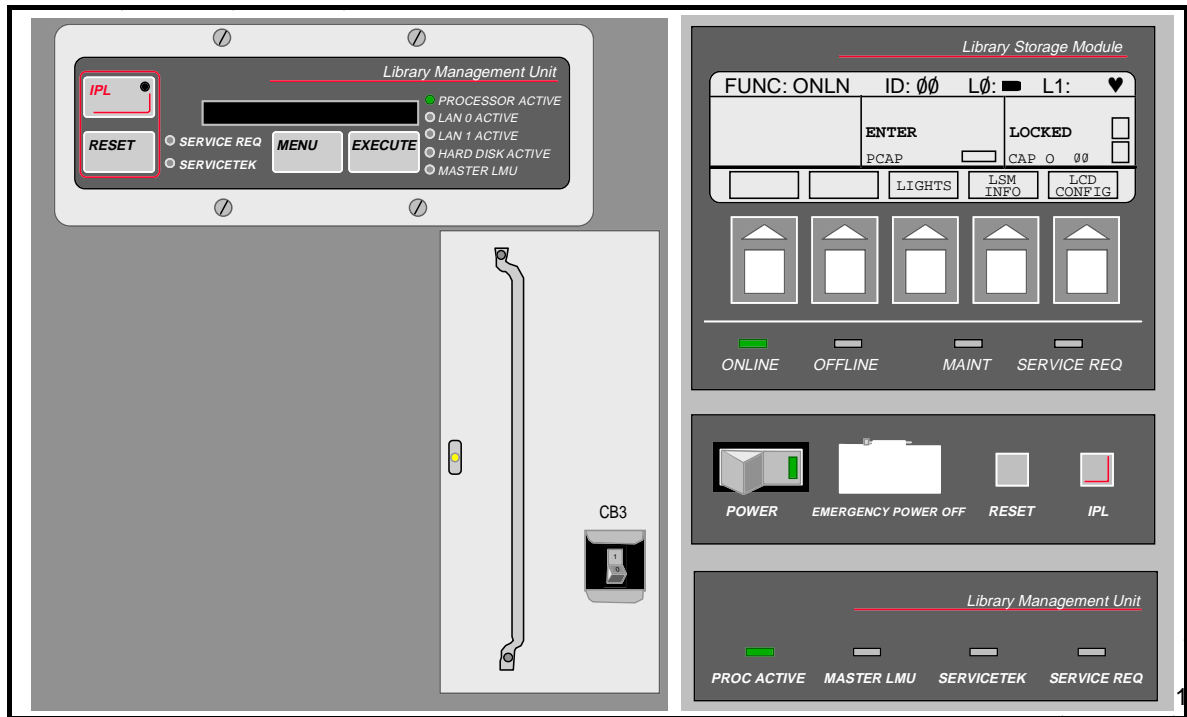 Library Management Unit
IPL
RESET
SERVICE REQ
SERVICETEK
MENU
EXECUTE
PROCESSOR ACTIVE
LAN 0 ACTIVE
LAN 1 ACTIVE
HARD DISK ACTIVE
MASTER LMU
CB3
1
0
Library Storage Module
FUNC: ONLN ID: ØØ LØ: L1: ♥
ENTER
PCAP
LOCKED
CAP O ØØ
LIGHTS
LSM
INFO
LCD
CONFIG
ONLINE OFFLINE MAINT SERVICE REQ
POWER EMERGENCY POWER OFF RESET IPL
Library Management Unit
PROC ACTIVE MASTER LMU SERVICETEK SERVICE REQ
1